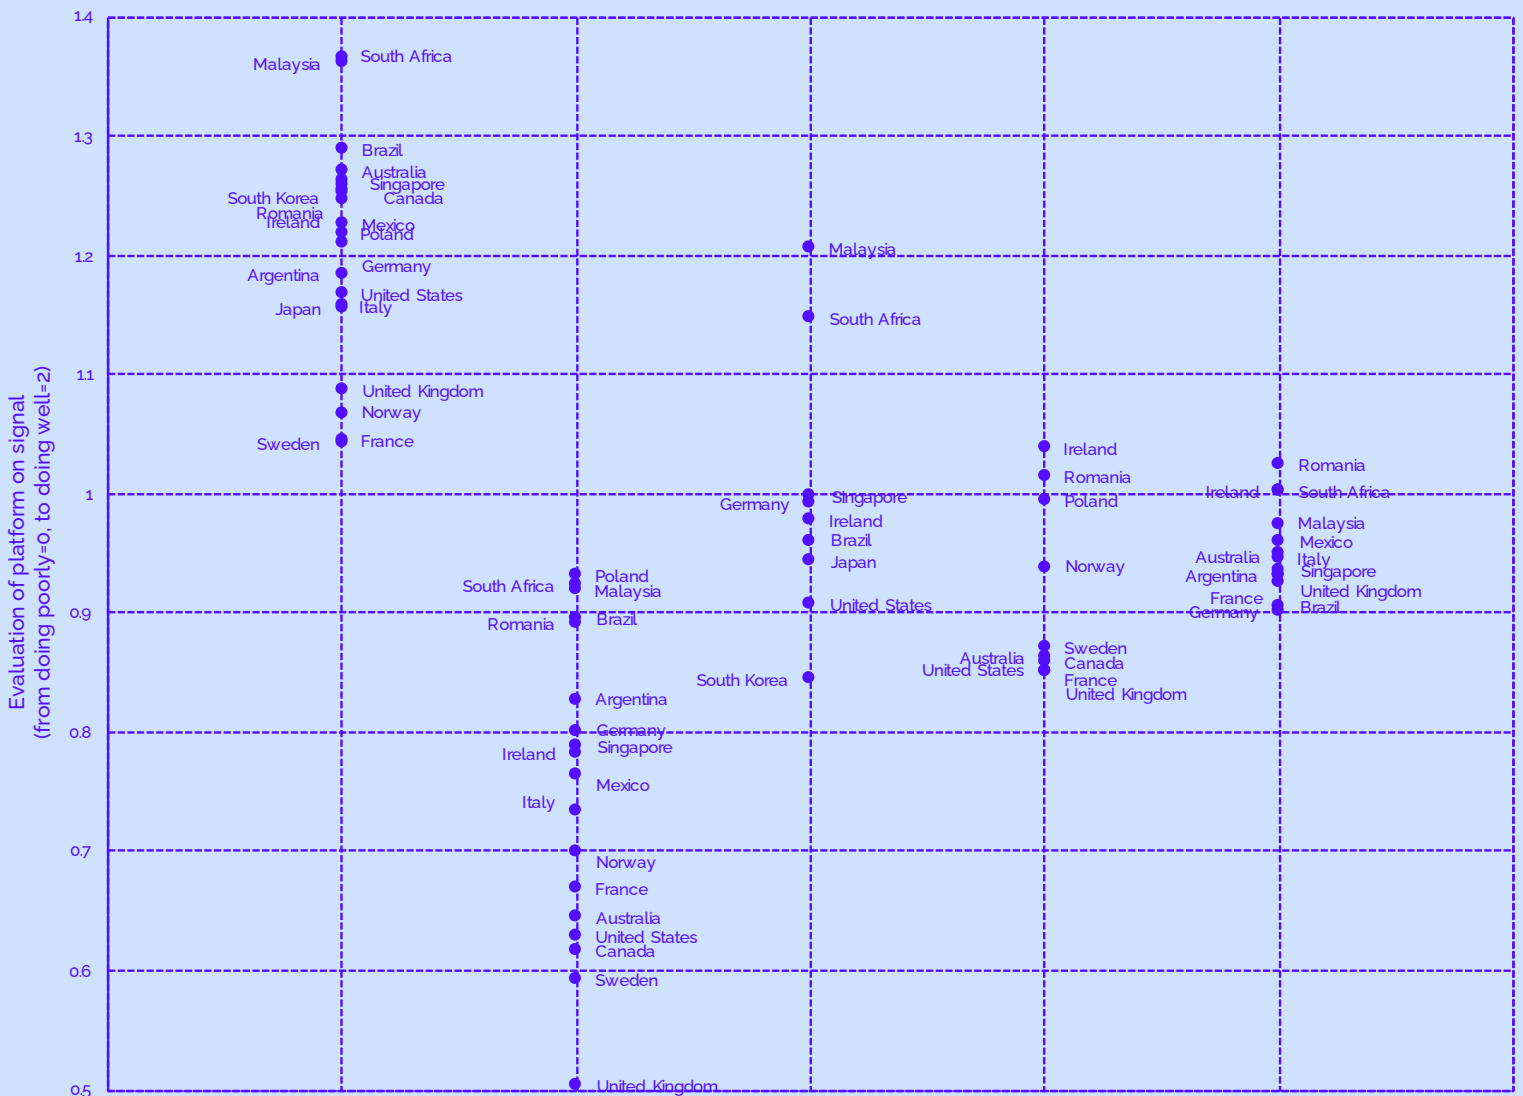 Evaluation of platform on signal
(from doing poorly=0, to doing well=2)
1.4
1.3
1.2
1.1
1
0.9
0.8
0.7
0.6
0.5
South Africa
Malaysia
Brazil
Australia
Singapore
South Korea
Canada
Romania
Ireland
Mexico
Poland
Germany
Argentina
United States
Italy
Japan
United Kingdom
Norway
France
Sweden
Poland
South Africa
Malaysia
Brazil
Romania
Argentina
Germany
Singapore
Ireland
Mexico
Italy
Norway
France
Australia
United States
Canada
Sweden
United Kingdom
Malaysia
South Africa
Singapore
Germany
Ireland
Brazil
Japan
United States
South Korea
Ireland
Romania
Poland
Norway
Sweden
Australia
Canada
United States
France
United Kingdom
Romania
Ireland
South Africa
Malaysia
Mexico
Australia
Italy
Singapore
Argentina
United Kingdom
France
Brazil
Germany